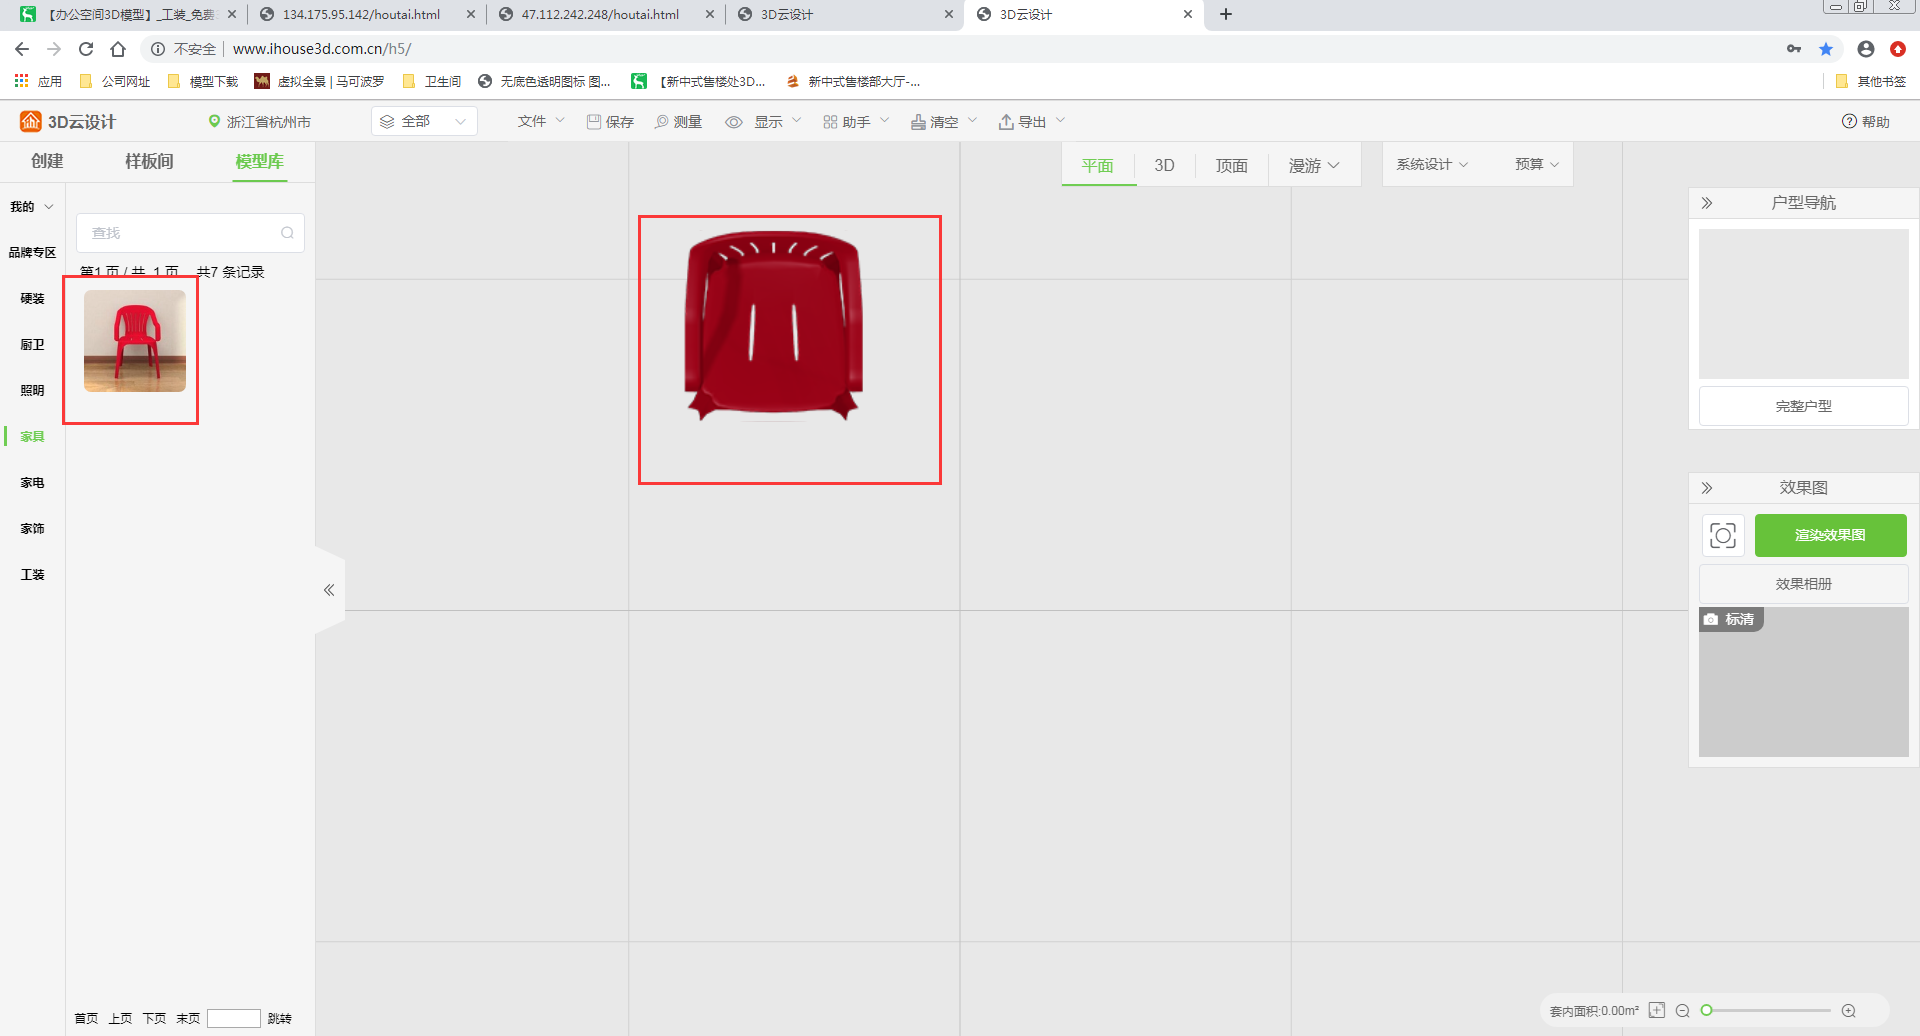 【办公空间3D模型】_工装_免费
134.175.95.142/houtai.html
47.112.242.248/houtai.html
3D云设计
3D云设计
不安全
www.ihouse3d.com.cn/h5/
应用
公司网址
模型下载
虚拟全景 | 马可波罗
卫生间
无底色透明图标 图...
【新中式售楼处3D...
新中式售楼部大厅-...
其他书签
3D云设计
浙江省杭州市
全部
文件
保存
测量
显示
助手
清空
导出
帮助
创建
样板间
模型库
平面
3D
顶面
漫游
系统设计
预算
我的
品牌专区
硬装
厨卫
照明
家具
家电
家饰
工装
查找
第1 页 / 共 1 页 共7 条记录
户型导航
完整户型
效果图
渲染效果图
效果相册
标清
首页 上页 下页 末页 跳转
套内面积:0.00m²